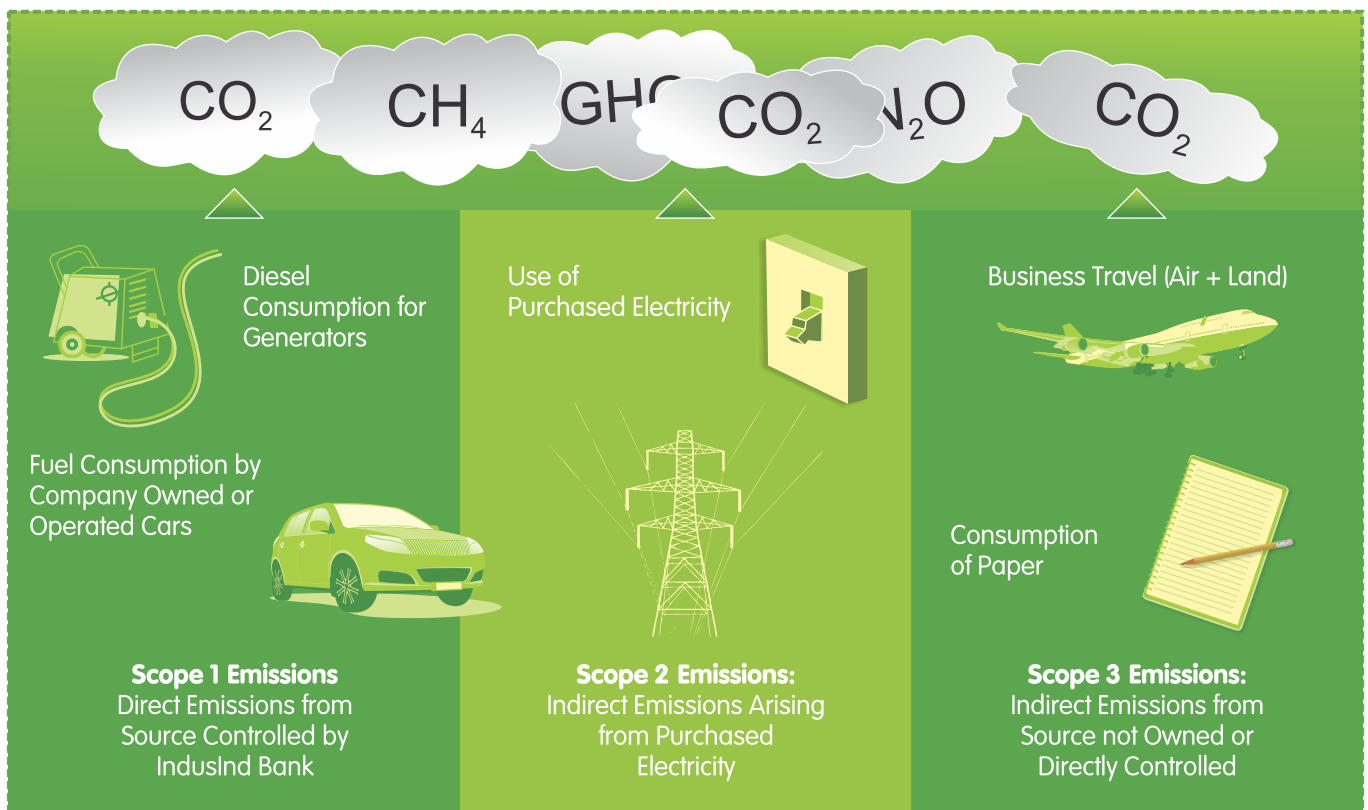 CO₂
CH₄
GHG
CO₂
N₂O
CO₂
Diesel
Consumption for
Generators
Fuel Consumption by
Company Owned or
Operated Cars
Scope 1 Emissions
Direct Emissions from
Source Controlled by
IndusInd Bank
Use of
Purchased Electricity
Scope 2 Emissions:
Indirect Emissions Arising
from Purchased
Electricity
Business Travel (Air + Land)
Consumption
of Paper
Scope 3 Emissions:
Indirect Emissions from
Source not Owned or
Directly Controlled